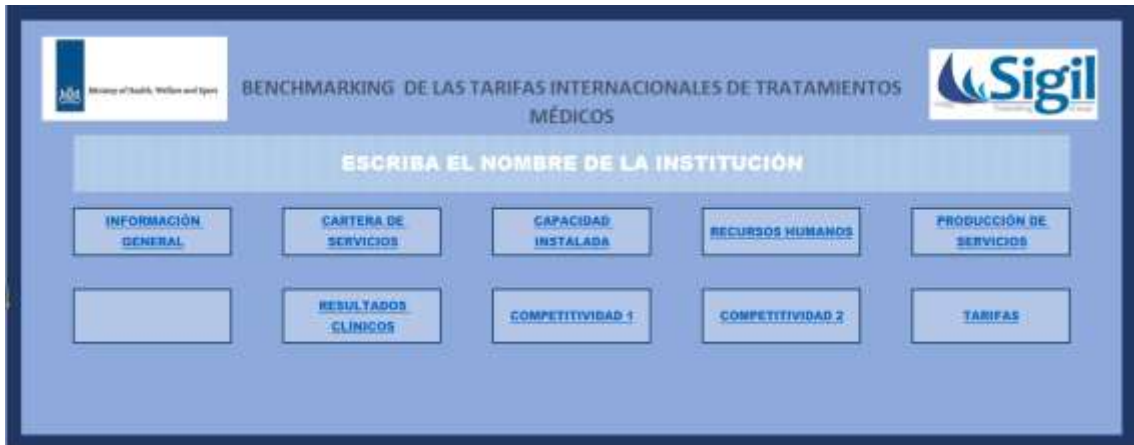 Ministry of Health, Welfare and Sport
BENCHMARKING DE LAS TARIFAS INTERNACIONALES DE TRATAMIENTOS
MÉDICOS
Sigil
ESCRIBA EL NOMBRE DE LA INSTITUCIÓN
INFORMACIÓN
GENERAL
CARTERA DE
SERVICIOS
CAPACIDAD
INSTALADA
RECURSOS HUMANOS
PRODUCCIÓN DE
SERVICIOS
RESULTADOS
CLÍNICOS
COMPETITIVIDAD 1
COMPETITIVIDAD 2
TARIFAS